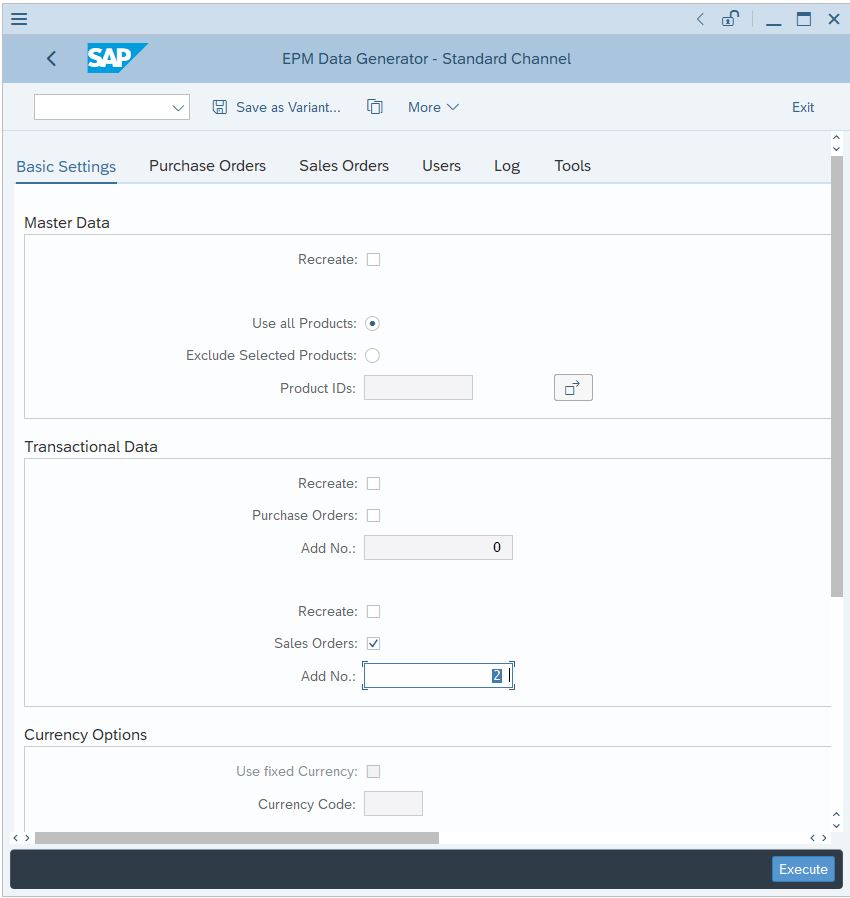 SAP
EPM Data Generator - Standard Channel
Save as Variant...
More
Exit
Basic Settings
Purchase Orders
Sales Orders
Users
Log
Tools
Master Data
Recreate:
Use all Products:
Exclude Selected Products:
Product IDs:
Transactional Data
Recreate:
Purchase Orders:
Add No.: 0
Recreate:
Sales Orders:
Add No.: 2
Currency Options
Use fixed Currency:
Currency Code:
Execute